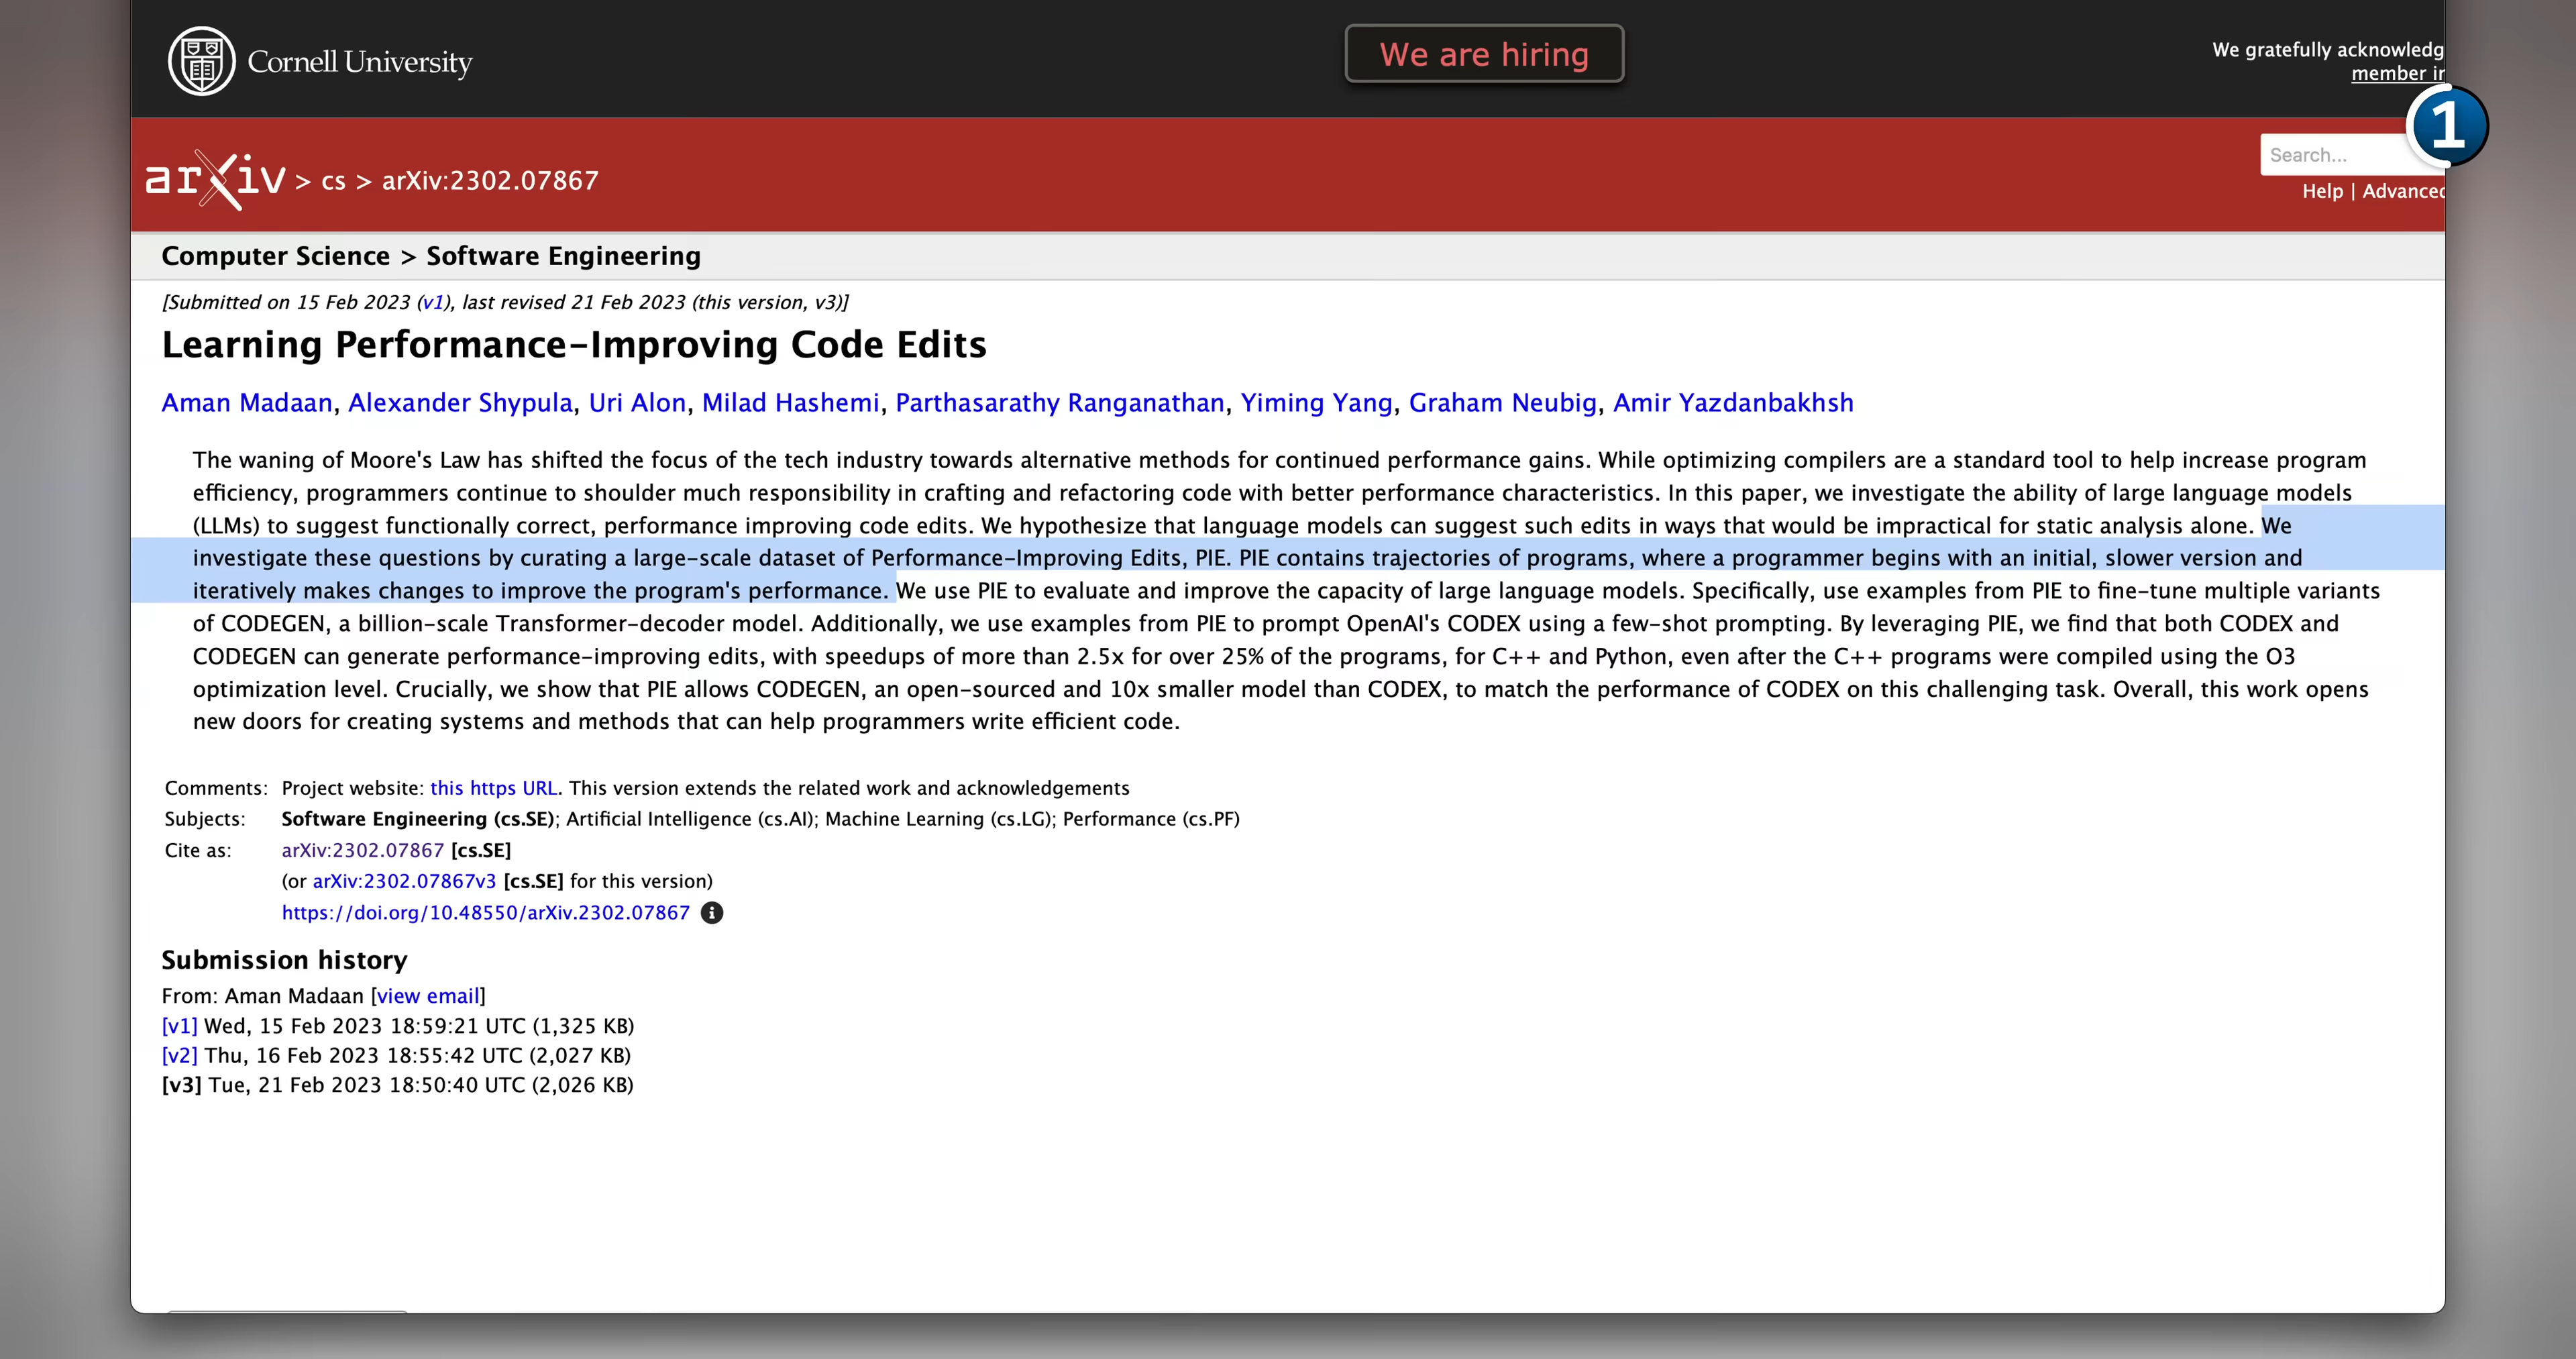 Cornell University
We are hiring
We gratefully acknowledg
member in
1
arXiv > cs > arXiv:2302.07867
Search...
Help | Advanced
Computer Science > Software Engineering
[Submitted on 15 Feb 2023 (v1), last revised 21 Feb 2023 (this version, v3)]
Learning Performance-Improving Code Edits
Aman Madaan, Alexander Shypula, Uri Alon, Milad Hashemi, Parthasarathy Ranganathan, Yiming Yang, Graham Neubig, Amir Yazdanbakhsh
The waning of Moore's Law has shifted the focus of the tech industry towards alternative methods for continued performance gains. While optimizing compilers are a standard tool to help increase program
efficiency, programmers continue to shoulder much responsibility in crafting and refactoring code with better performance characteristics. In this paper, we investigate the ability of large language models
(LLMs) to suggest functionally correct, performance improving code edits. We hypothesize that language models can suggest such edits in ways that would be impractical for static analysis alone. We
investigate these questions by curating a large-scale dataset of Performance-Improving Edits, PIE. PIE contains trajectories of programs, where a programmer begins with an initial, slower version and
iteratively makes changes to improve the program's performance. We use PIE to evaluate and improve the capacity of large language models. Specifically, use examples from PIE to fine-tune multiple variants
of CODEGEN, a billion-scale Transformer-decoder model. Additionally, we use examples from PIE to prompt OpenAI's CODEX using a few-shot prompting. By leveraging PIE, we find that both CODEX and
CODEGEN can generate performance-improving edits, with speedups of more than 2.5x for over 25% of the programs, for C++ and Python, even after the C++ programs were compiled using the O3
optimization level. Crucially, we show that PIE allows CODEGEN, an open-sourced and 10x smaller model than CODEX, to match the performance of CODEX on this challenging task. Overall, this work opens
new doors for creating systems and methods that can help programmers write efficient code.
Comments: Project website: this https URL. This version extends the related work and acknowledgements
Subjects: Software Engineering (cs.SE); Artificial Intelligence (cs.AI); Machine Learning (cs.LG); Performance (cs.PF)
Cite as: arXiv:2302.07867 [cs.SE]
(or arXiv:2302.07867v3 [cs.SE] for this version)
https://doi.org/10.48550/arXiv.2302.07867
Submission history
From: Aman Madaan [view email]
[v1] Wed, 15 Feb 2023 18:59:21 UTC (1,325 KB)
[v2] Thu, 16 Feb 2023 18:55:42 UTC (2,027 KB)
[v3] Tue, 21 Feb 2023 18:50:40 UTC (2,026 KB)